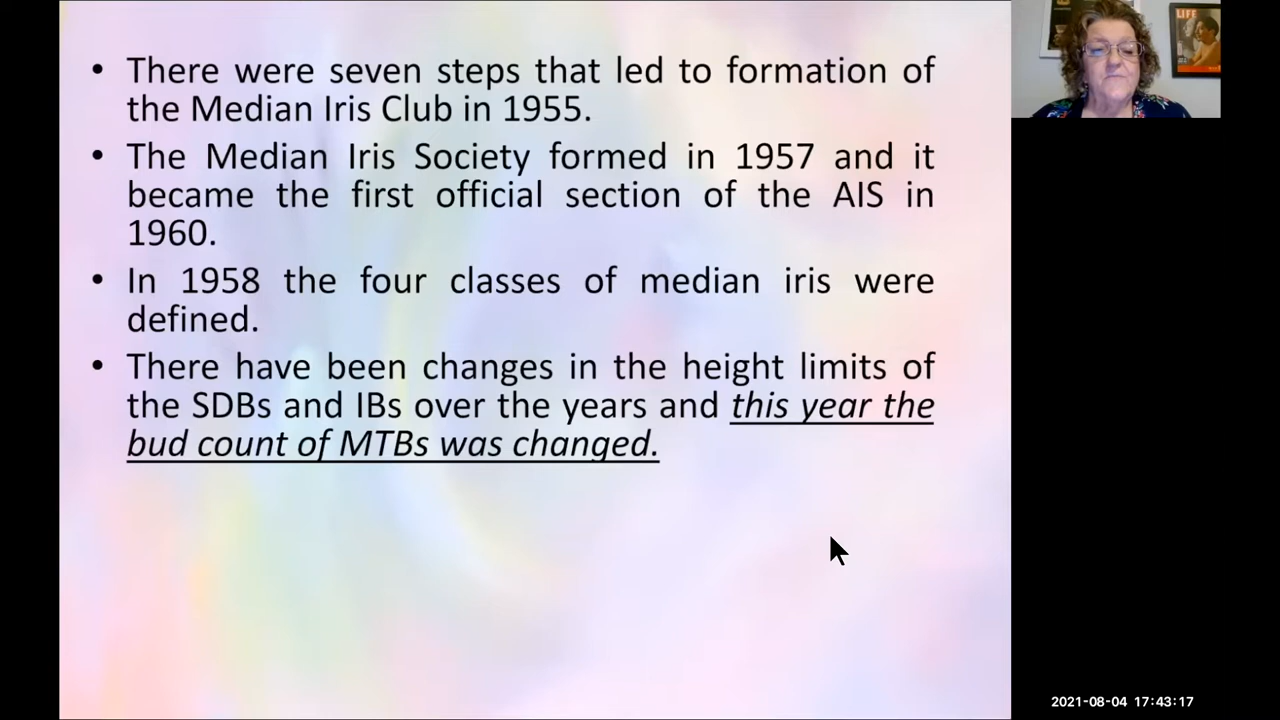 • There were seven steps that led to formation of
the Median Iris Club in 1955.
• The Median Iris Society formed in 1957 and it
became the first official section of the AIS in
1960.
• In 1958 the four classes of median iris were
defined.
• There have been changes in the height limits of
the SDBs and IBs over the years and this year the
bud count of MTBs was changed.
LIFE
2021-08-04 17:43:17